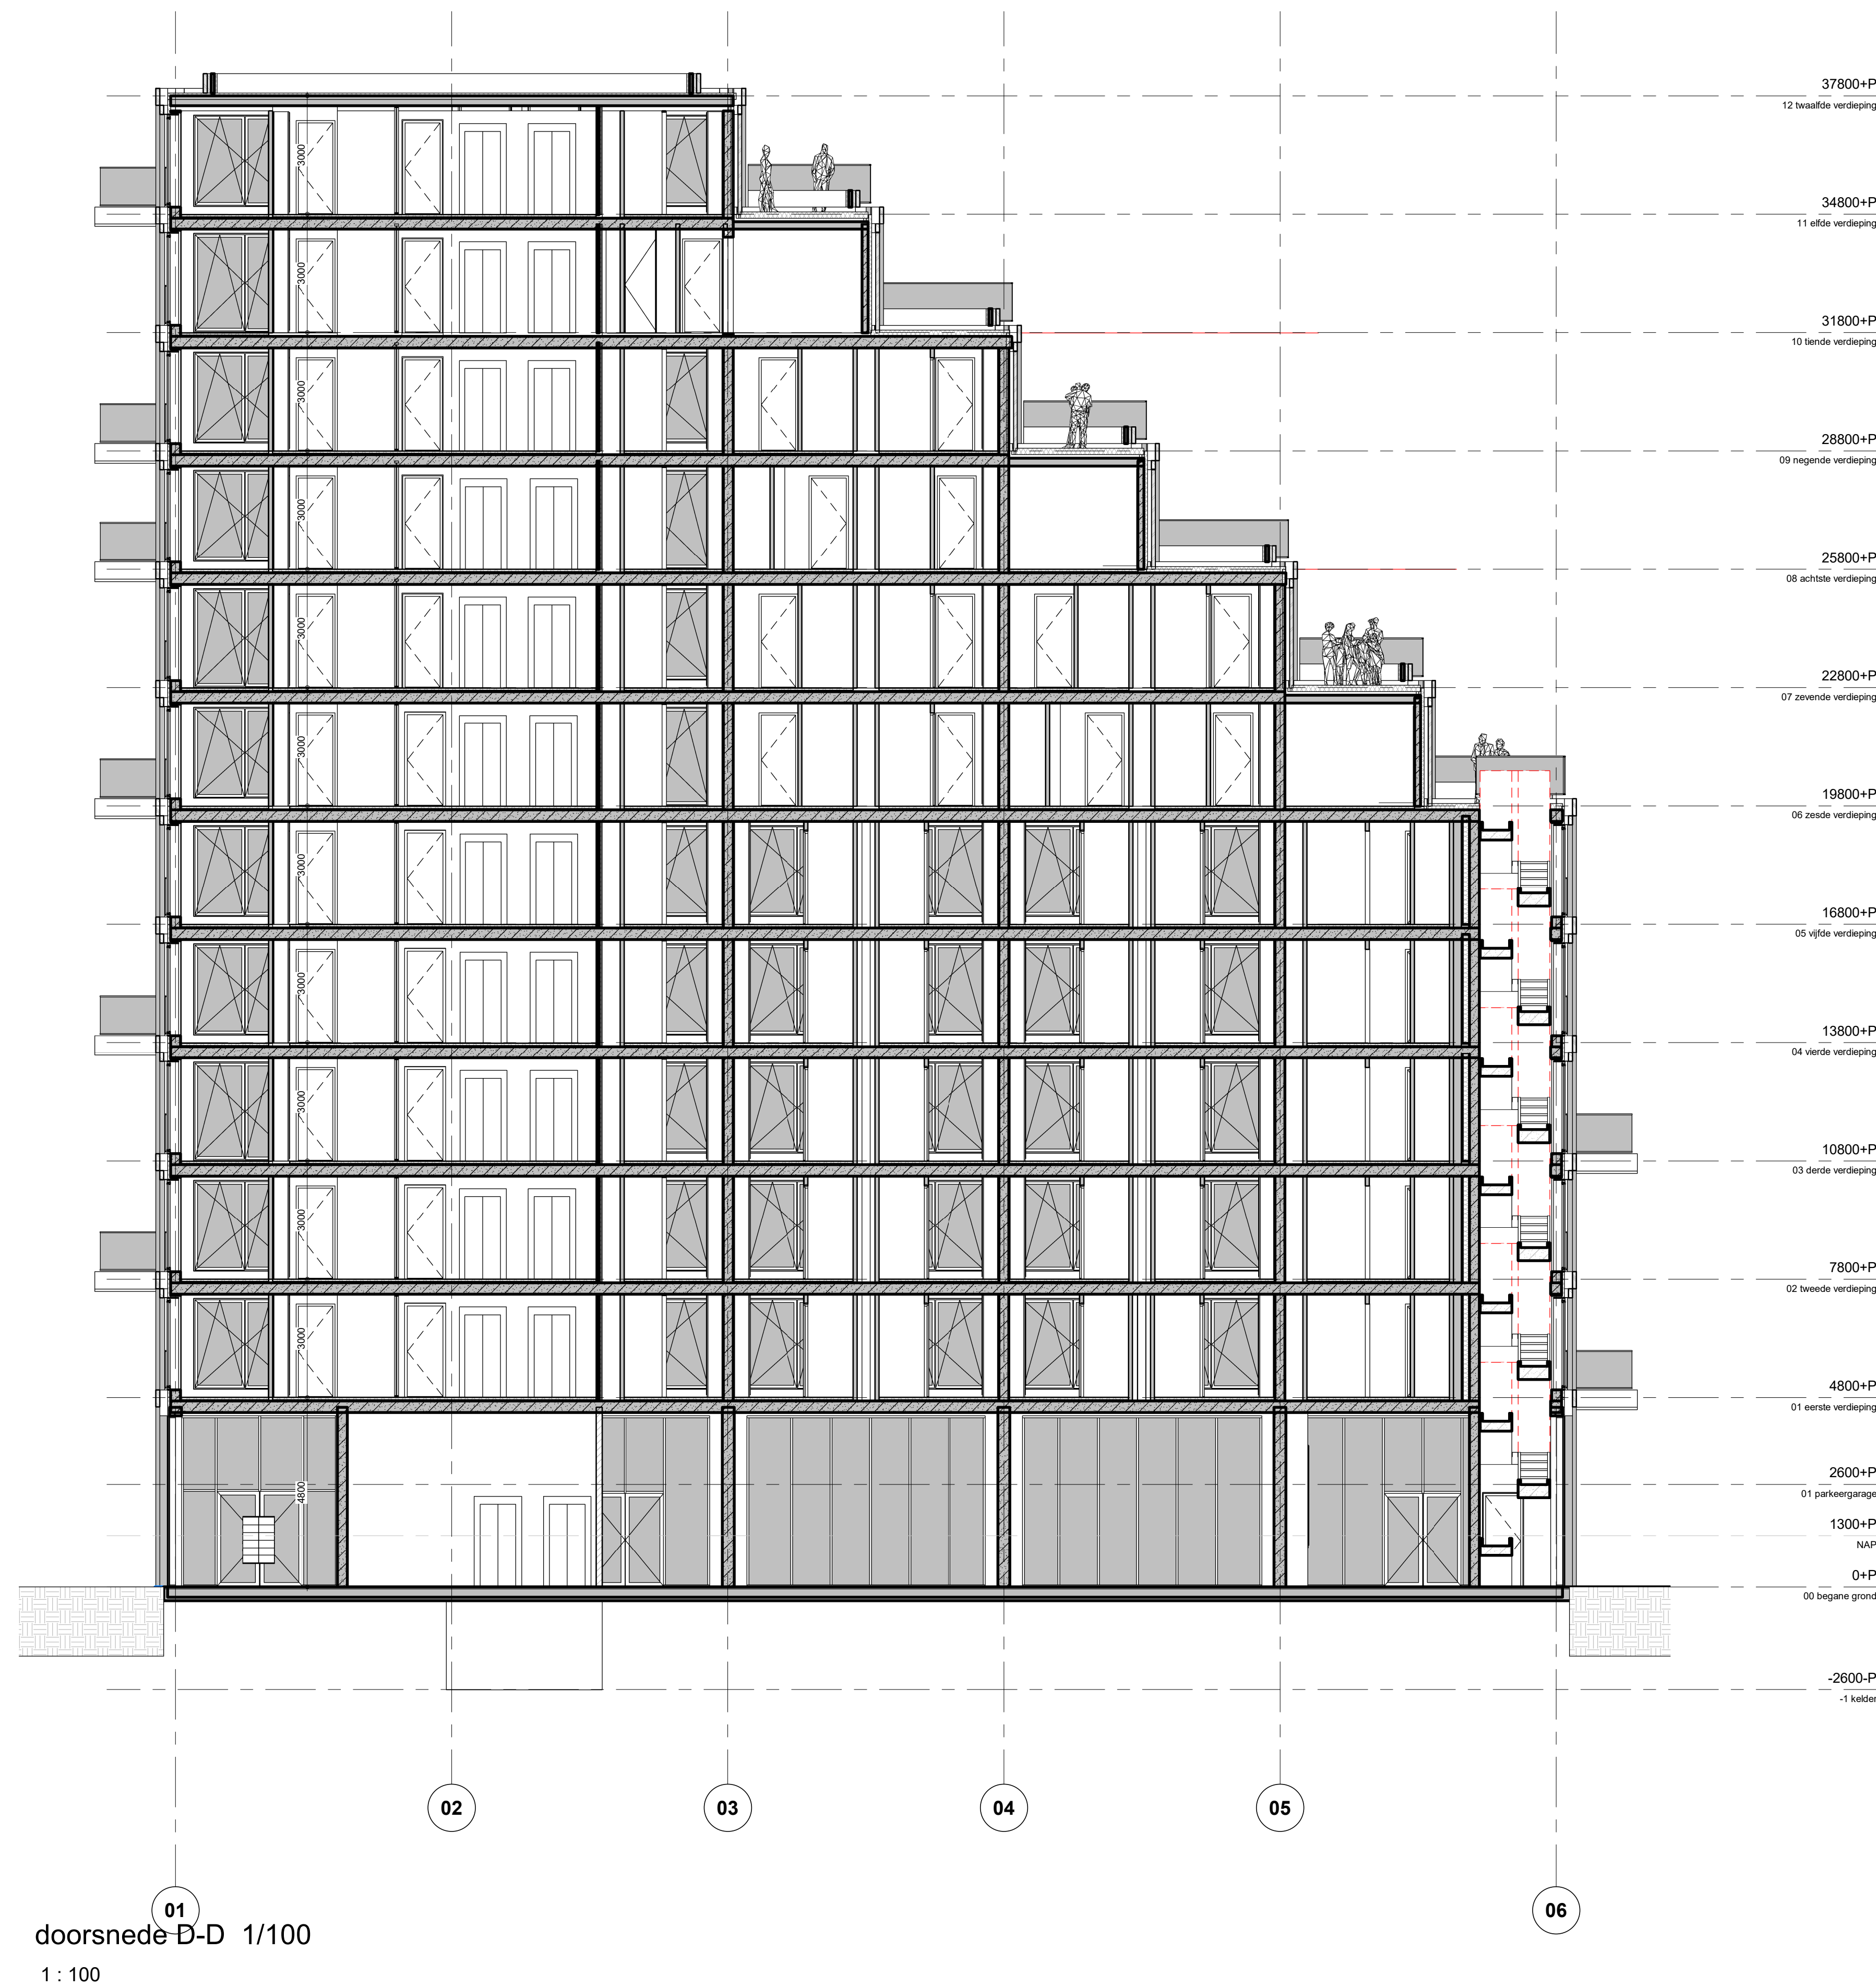 37800+P
12 twaalfde verdieping
3000
34800+P
11 elfde verdieping
3000
31800+P
10 tiende verdieping
3000
28800+P
09 negende verdieping
3000
25800+P
08 achtste verdieping
3000
22800+P
07 zevende verdieping
3000
19800+P
06 zesde verdieping
3000
16800+P
05 vijfde verdieping
3000
13800+P
04 vierde verdieping
3000
10800+P
03 derde verdieping
3000
7800+P
02 tweede verdieping
3000
4800+P
01 eerste verdieping
4800
2600+P
01 parkeergarage
1300+P
NAP
0+P
00 begane grond
-2600-P
-1 kelder
02 03 04 05
01 06
doorsnede D-D 1/100
1 : 100